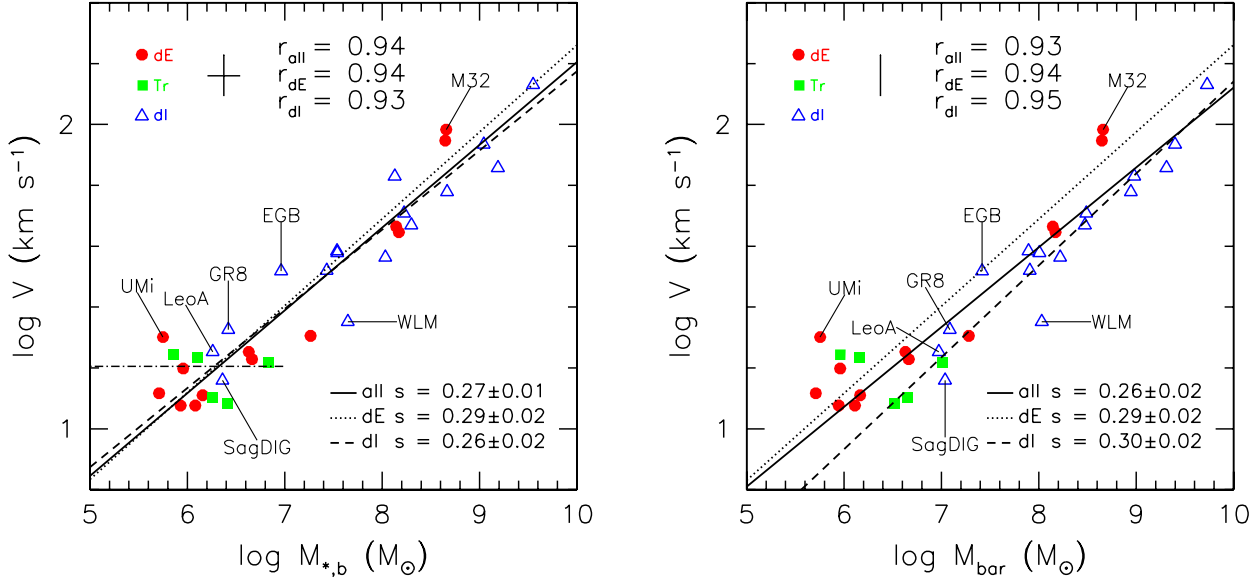 dE
Tr
dI
r_all = 0.94
r_dE = 0.94
r_dI = 0.93
M32
EGB
GR8
UMi
LeoA
WLM
SagDIG
all s = 0.27±0.01
dE s = 0.29±0.02
dI s = 0.26±0.02
2
1
log V (km s⁻¹)
5 6 7 8 9 10
log M_*,b (M_⊙)
dE
Tr
dI
r_all = 0.93
r_dE = 0.94
r_dI = 0.95
M32
EGB
UMi
GR8
LeoA
WLM
SagDIG
all s = 0.26±0.02
dE s = 0.29±0.02
dI s = 0.30±0.02
2
1
log V (km s⁻¹)
5 6 7 8 9 10
log M_bar (M_⊙)